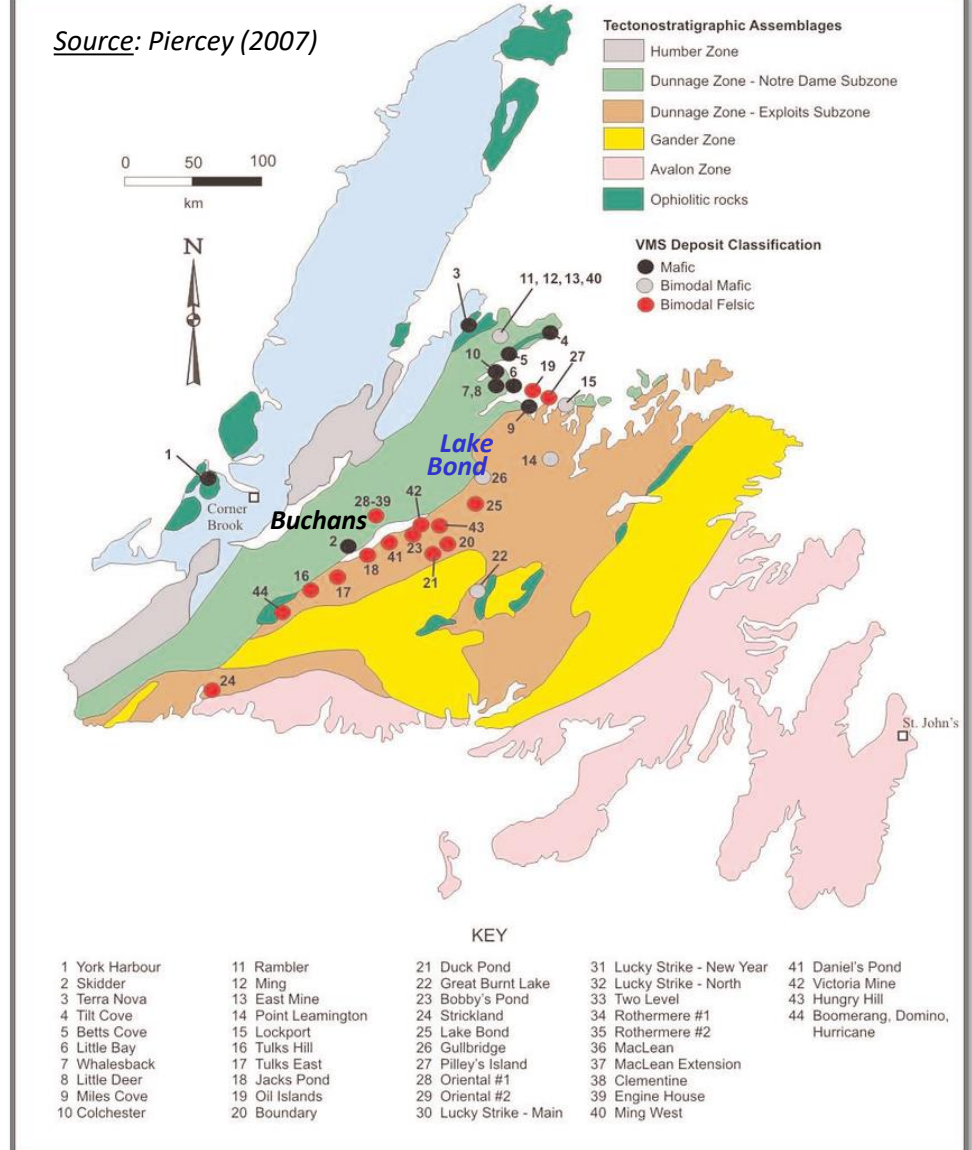 Source: Piercey (2007)
Tectonostratigraphic Assemblages
Humber Zone
Dunnage Zone - Notre Dame Subzone
Dunnage Zone - Exploits Subzone
Gander Zone
Avalon Zone
Ophiolitic rocks
0 50 100
km
N
VMS Deposit Classification
Mafic
Bimodal Mafic
Bimodal Felsic
3
11, 12, 13, 40
4
5
10
6
19
27
7,8
15
9
Lake
Bond
14
1
26
Corner
Brook
28-39
42
25
Buchans
43
2
41
23
20
18
21
22
16
17
44
24
St. John's
KEY
1 York Harbour
2 Skidder
3 Terra Nova
4 Tilt Cove
5 Betts Cove
6 Little Bay
7 Whalesback
8 Little Deer
9 Miles Cove
10 Colchester
11 Rambler
12 Ming
13 East Mine
14 Point Leamington
15 Lockport
16 Tulks Hill
17 Tulks East
18 Jacks Pond
19 Oil Islands
20 Boundary
21 Duck Pond
22 Great Burnt Lake
23 Bobby's Pond
24 Strickland
25 Lake Bond
26 Gullbridge
27 Pilley's Island
28 Oriental #1
29 Oriental #2
30 Lucky Strike - Main
31 Lucky Strike - New Year
32 Lucky Strike - North
33 Two Level
34 Rothermere #1
35 Rothermere #2
36 MacLean
37 MacLean Extension
38 Clementine
39 Engine House
40 Ming West
41 Daniel's Pond
42 Victoria Mine
43 Hungry Hill
44 Boomerang, Domino,
Hurricane